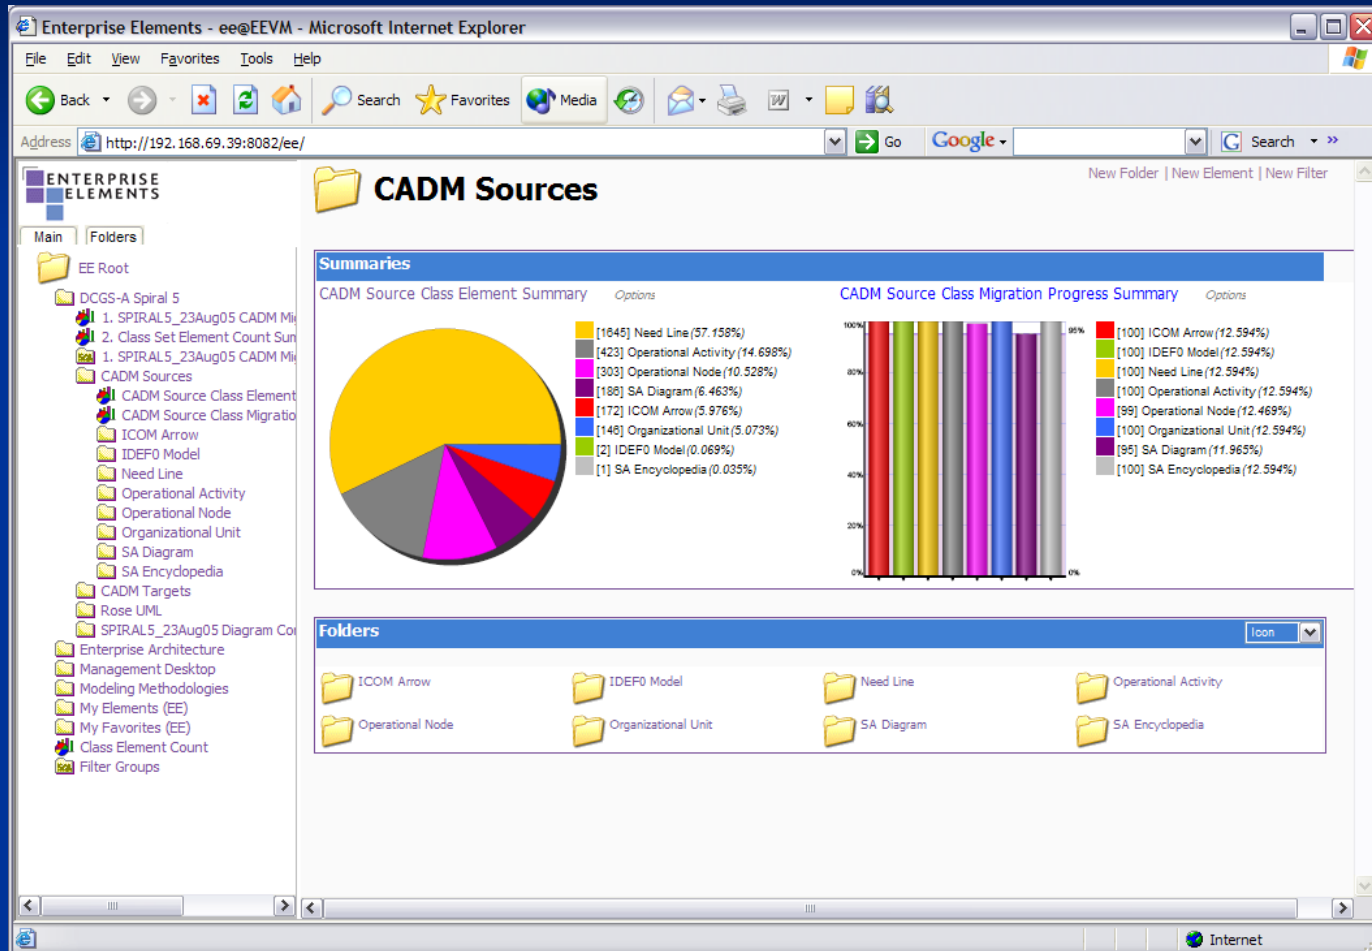 Enterprise Elements - ee@EEVM - Microsoft Internet Explorer
File Edit View Favorites Tools Help
Back Search Favorites Media
Address http://192.168.69.39:8082/ee/ Go Google Search »
ENTERPRISE
ELEMENTS
Main Folders
EE Root
DCGS-A Spiral 5
1. SPIRAL5_23Aug05 CADM Mi
2. Class Set Element Count Sun
1. SPIRAL5_23Aug05 CADM Mi
CADM Sources
CADM Source Class Element
CADM Source Class Migratio
ICOM Arrow
IDEF0 Model
Need Line
Operational Activity
Operational Node
Organizational Unit
SA Diagram
SA Encyclopedia
CADM Targets
Rose UML
SPIRAL5_23Aug05 Diagram Co
Enterprise Architecture
Management Desktop
Modeling Methodologies
My Elements (EE)
My Favorites (EE)
Class Element Count
Filter Groups
CADM Sources
New Folder | New Element | New Filter
Summaries
CADM Source Class Element Summary Options
[1645] Need Line (57.158%)
[423] Operational Activity (14.698%)
[303] Operational Node (10.528%)
[186] SA Diagram (6.463%)
[172] ICOM Arrow (5.976%)
[146] Organizational Unit (5.073%)
[2] IDEF0 Model (0.069%)
[1] SA Encyclopedia (0.035%)
CADM Source Class Migration Progress Summary Options
100%
80%
60%
40%
20%
0%
95%
0%
[100] ICOM Arrow (12.594%)
[100] IDEF0 Model (12.594%)
[100] Need Line (12.594%)
[100] Operational Activity (12.594%)
[99] Operational Node (12.469%)
[100] Organizational Unit (12.594%)
[95] SA Diagram (11.965%)
[100] SA Encyclopedia (12.594%)
Folders Icon
ICOM Arrow IDEF0 Model Need Line Operational Activity
Operational Node Organizational Unit SA Diagram SA Encyclopedia
Internet